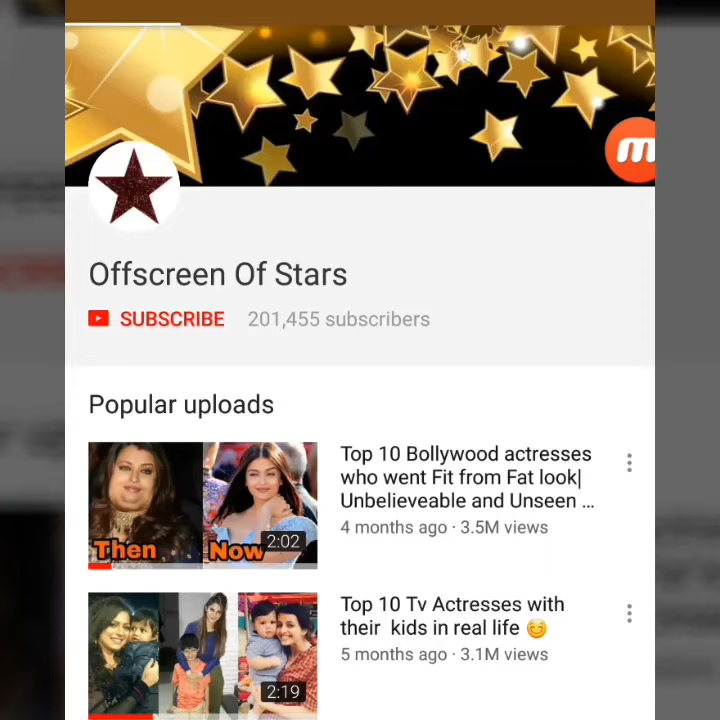 m
Offscreen Of Stars
SUBSCRIBE 201,455 subscribers
Popular uploads
Then
Now
2:02
Top 10 Bollywood actresses
who went Fit from Fat look|
Unbelieveable and Unseen ...
4 months ago · 3.5M views
2:19
Top 10 Tv Actresses with
their kids in real life 😊
5 months ago · 3.1M views